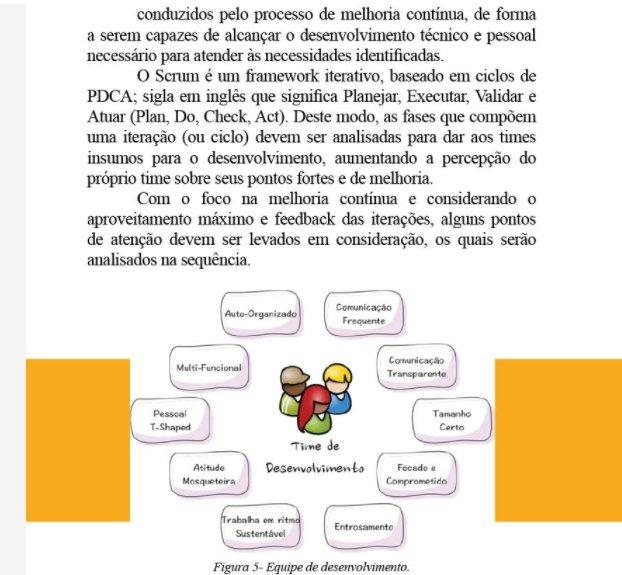 conduzidos pelo processo de melhoria contínua, de forma
a serem capazes de alcançar o desenvolvimento técnico e pessoal
necessário para atender às necessidades identificadas.
O Scrum é um framework iterativo, baseado em ciclos de
PDCA; sigla em inglês que significa Planejar, Executar, Validar e
Atuar (Plan, Do, Check, Act). Deste modo, as fases que compõem
uma iteração (ou ciclo) devem ser analisadas para dar aos times
insumos para o desenvolvimento, aumentando a percepção do
próprio time sobre seus pontos fortes e de melhoria.
Com o foco na melhoria contínua e considerando o
aproveitamento máximo e feedback das iterações, alguns pontos
de atenção devem ser levados em consideração, os quais serão
analisados na sequência.
Auto-Organizado
Comunicação
Frequente
Multi-Funcional
Comunicação
Transparente
Pessoal
T-Shaped
Tamanho
Certo
Time de
Desenvolvimento
Atitude
Mosqueteira
Focado e
Comprometido
Trabalha em ritmo
Sustentável
Entrosamento
Figura 5- Equipe de desenvolvimento.